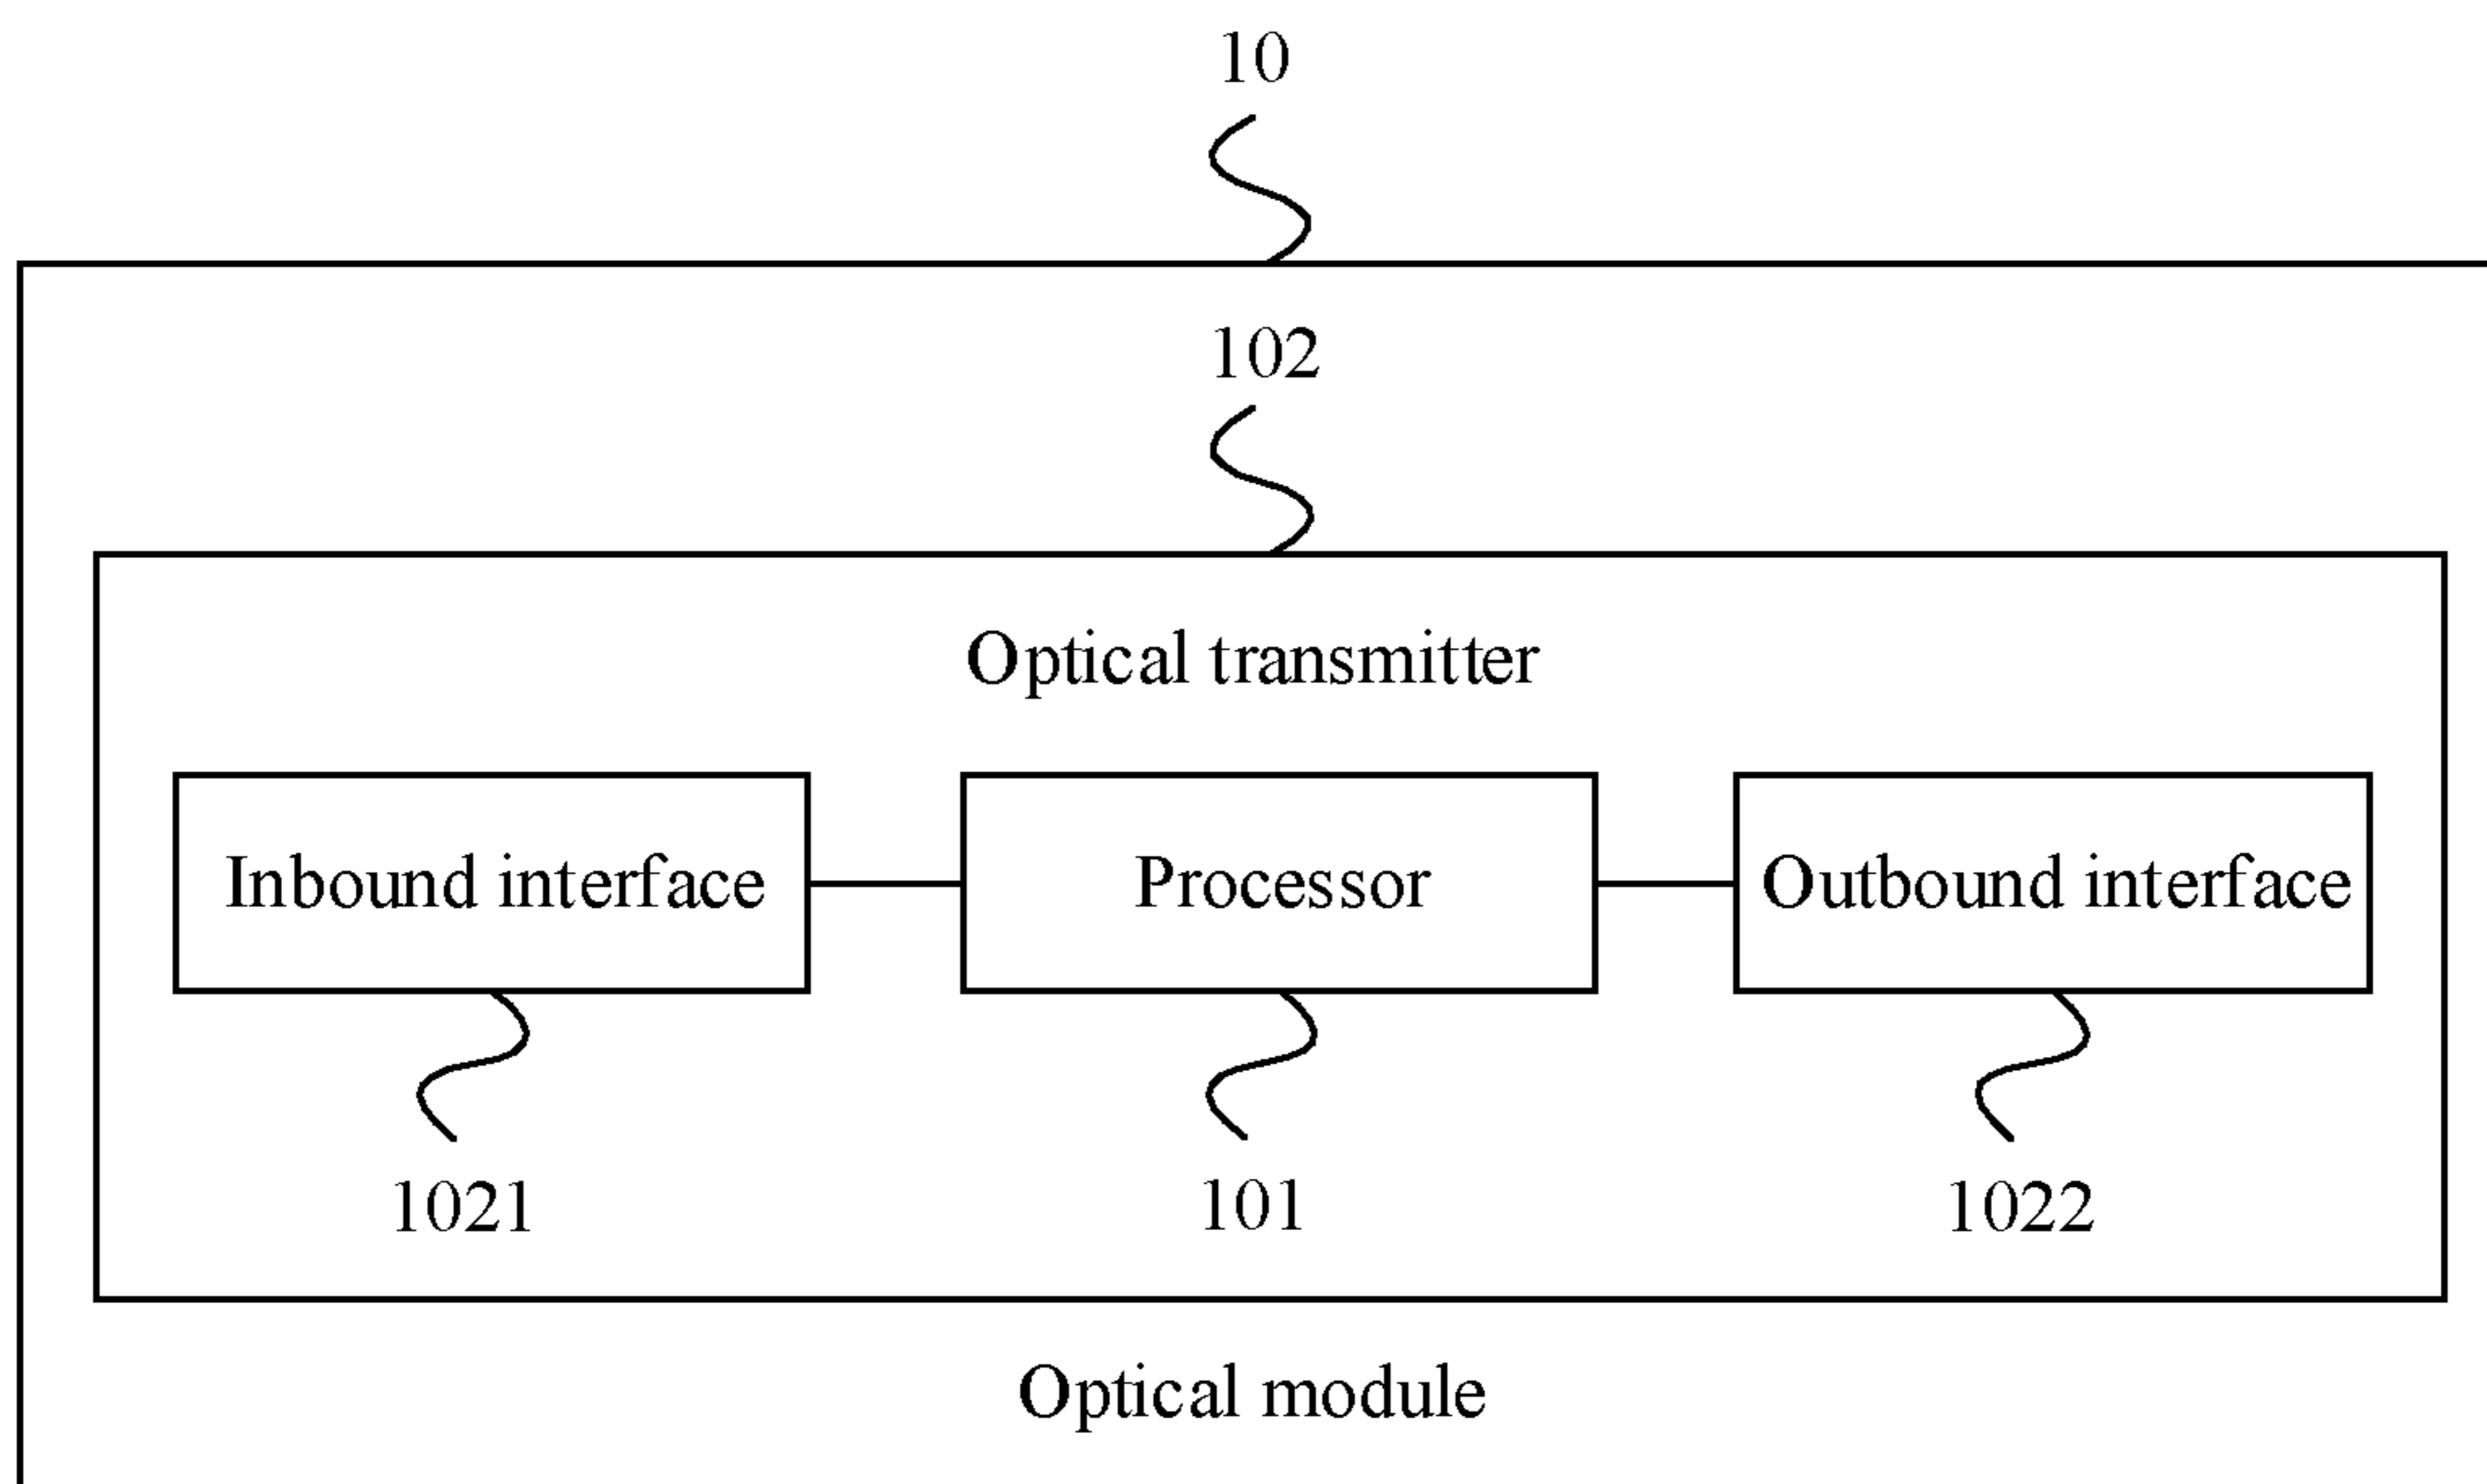 10
102
Optical transmitter
Inbound interface
Processor
Outbound interface
1021
101
1022
Optical module